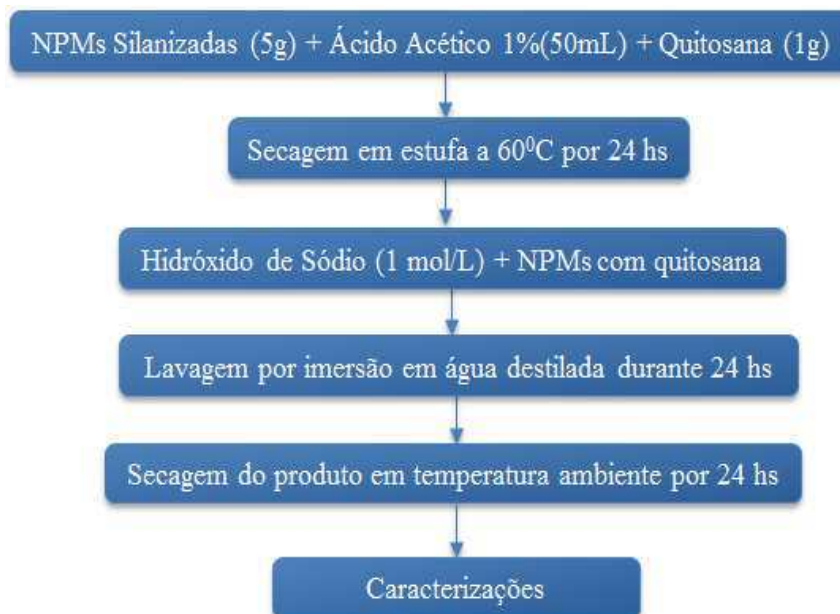 NPMs Silanizadas (5g) + Ácido Acético 1%(50mL) + Quitosana (1g)
Secagem em estufa a 60⁰C por 24 hs
Hidróxido de Sódio (1 mol/L) + NPMs com quitosana
Lavagem por imersão em água destilada durante 24 hs
Secagem do produto em temperatura ambiente por 24 hs
Caracterizações